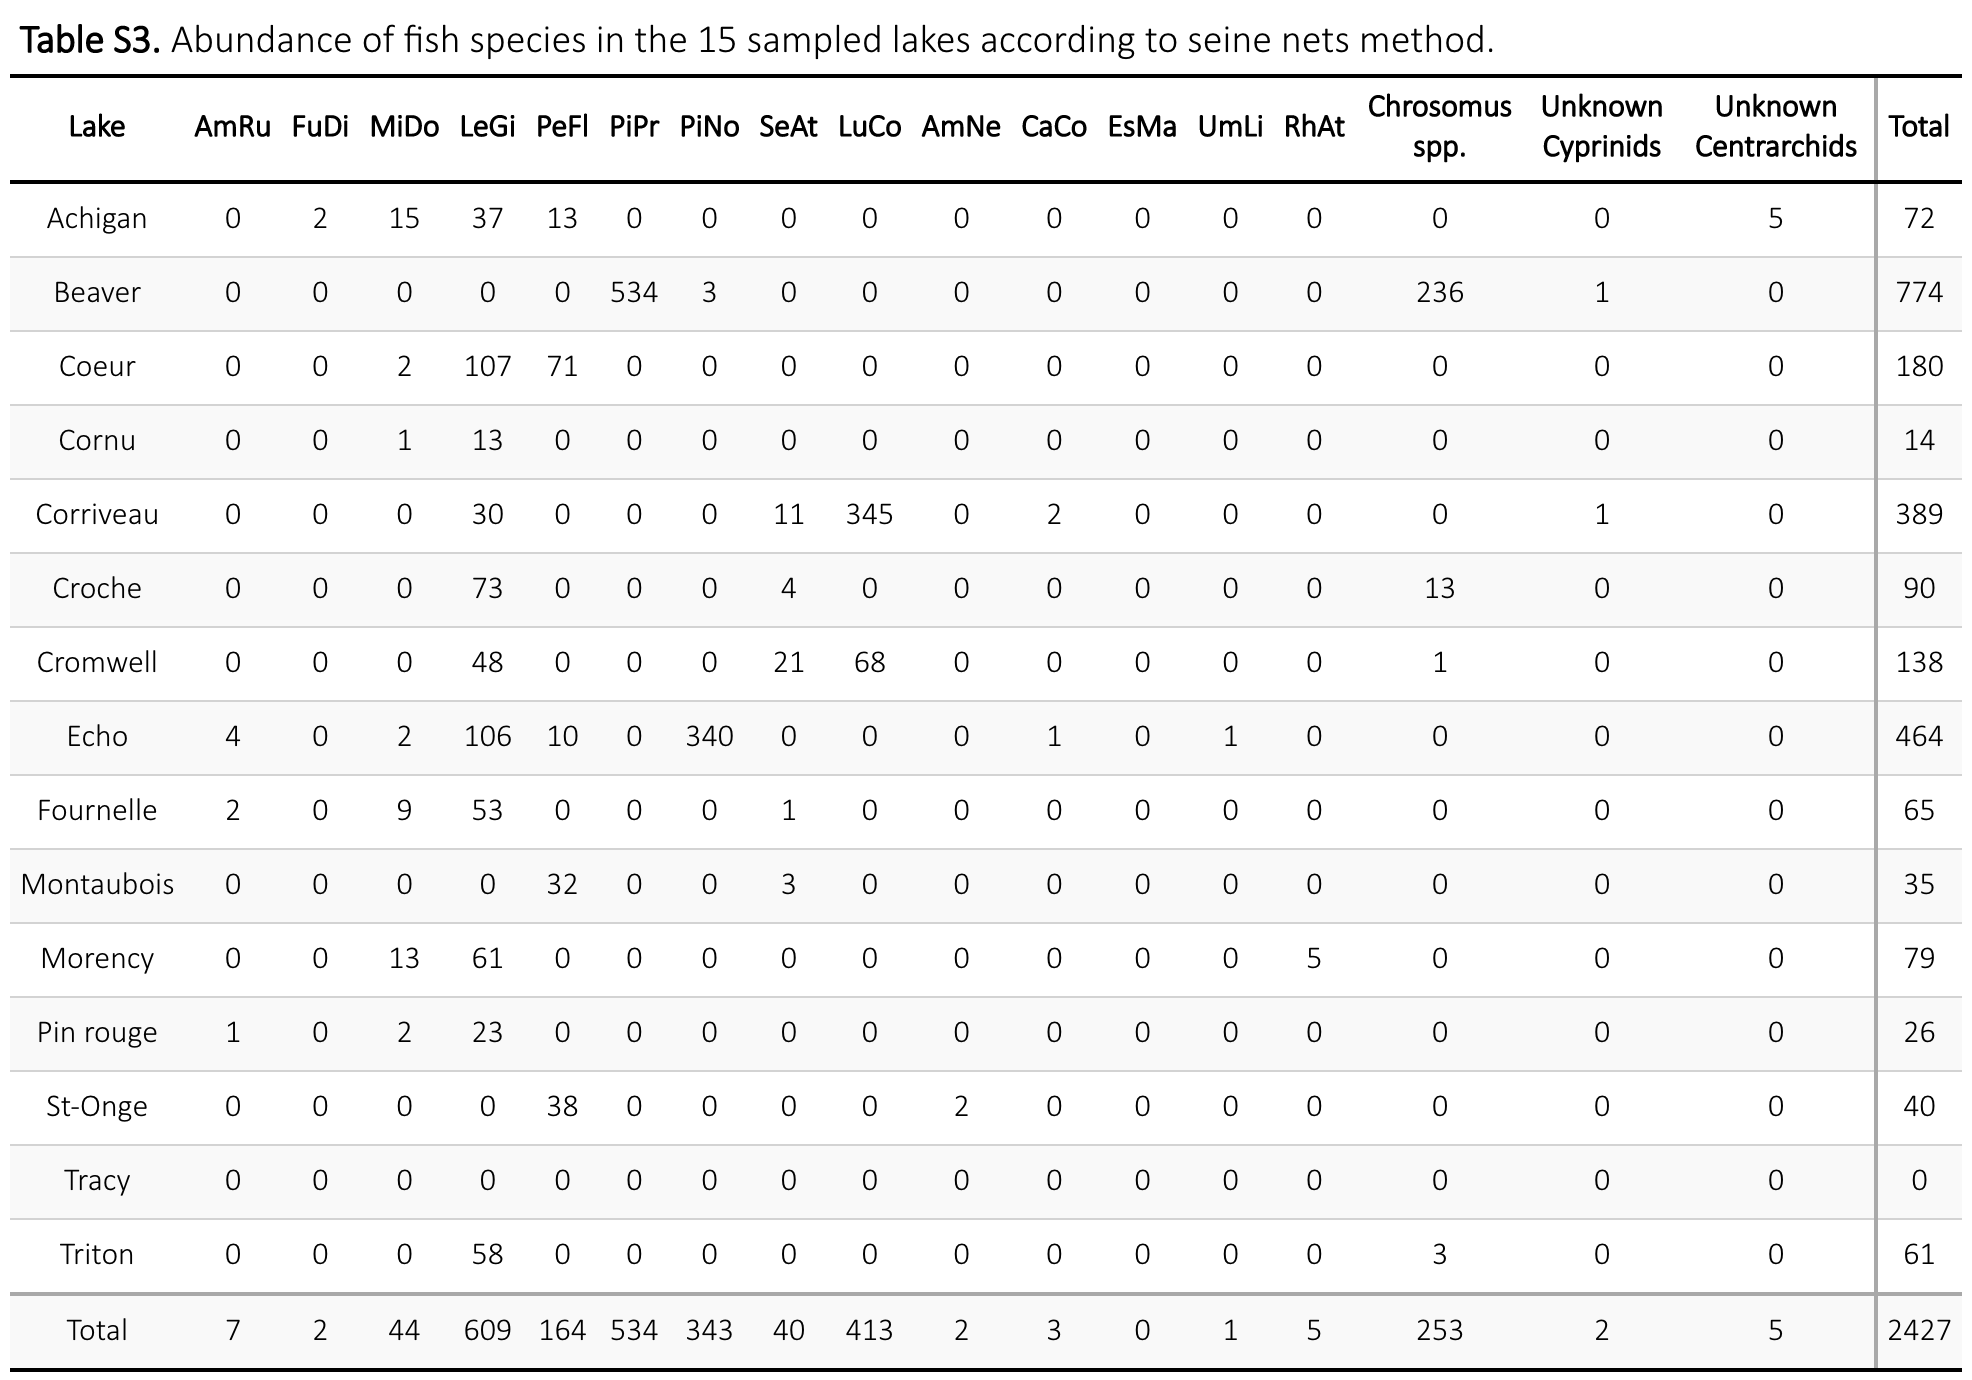 Table S3. Abundance of fish species in the 15 sampled lakes according to seine nets method.
Lake AmRu FuDi MiDo LeGi PeFl PiPr PiNo SeAt LuCo AmNe CaCo EsMa UmLi RhAt Chrosomus spp. Unknown Cyprinids Unknown Centrarchids Total
Achigan 0 2 15 37 13 0 0 0 0 0 0 0 0 0 0 0 5 72
Beaver 0 0 0 0 0 534 3 0 0 0 0 0 0 0 236 1 0 774
Coeur 0 0 2 107 71 0 0 0 0 0 0 0 0 0 0 0 0 180
Cornu 0 0 1 13 0 0 0 0 0 0 0 0 0 0 0 0 0 14
Corriveau 0 0 0 30 0 0 0 11 345 0 2 0 0 0 0 1 0 389
Croche 0 0 0 73 0 0 0 4 0 0 0 0 0 0 13 0 0 90
Cromwell 0 0 0 48 0 0 0 21 68 0 0 0 0 0 1 0 0 138
Echo 4 0 2 106 10 0 340 0 0 0 1 0 1 0 0 0 0 464
Fournelle 2 0 9 53 0 0 0 1 0 0 0 0 0 0 0 0 0 65
Montaubois 0 0 0 0 32 0 0 3 0 0 0 0 0 0 0 0 0 35
Morency 0 0 13 61 0 0 0 0 0 0 0 0 0 5 0 0 0 79
Pin rouge 1 0 2 23 0 0 0 0 0 0 0 0 0 0 0 0 0 26
St-Onge 0 0 0 0 38 0 0 0 0 2 0 0 0 0 0 0 0 40
Tracy 0 0 0 0 0 0 0 0 0 0 0 0 0 0 0 0 0 0
Triton 0 0 0 58 0 0 0 0 0 0 0 0 0 0 3 0 0 61
Total 7 2 44 609 164 534 343 40 413 2 3 0 1 5 253 2 5 2427